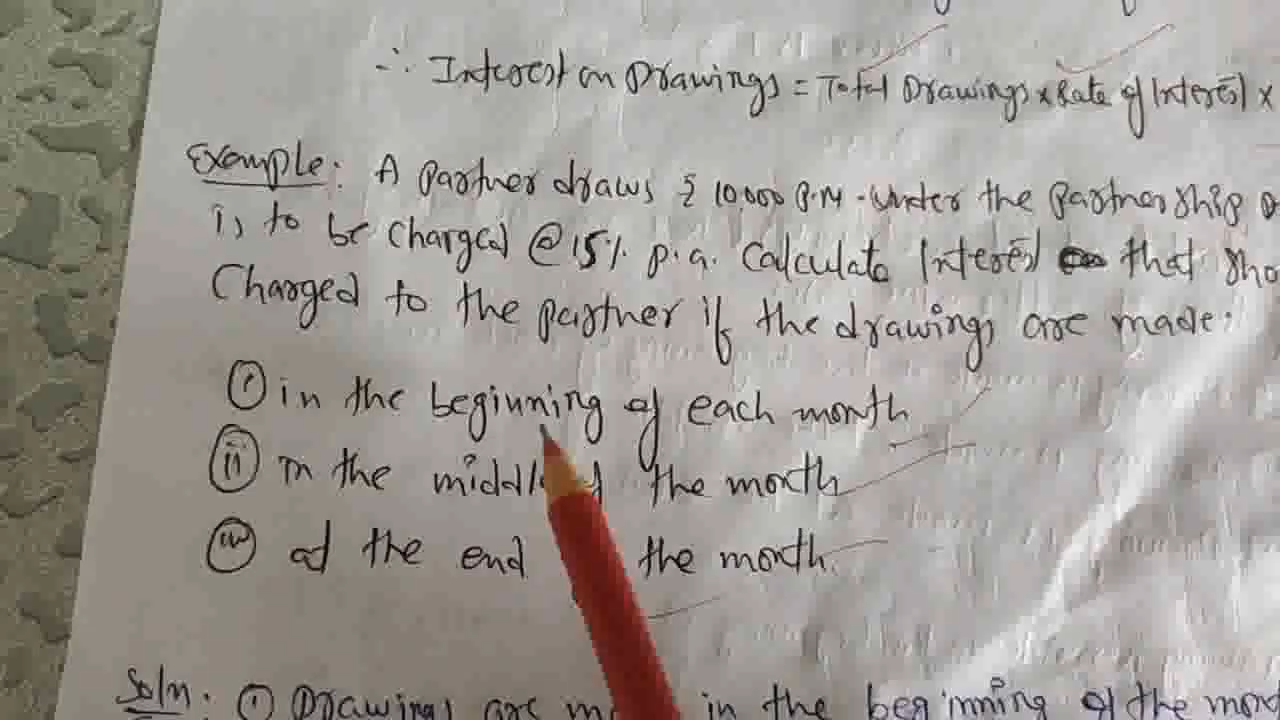 ∴ Interest on Drawings = Total Drawings × Rate of Interest ×
Example: A Partner draws ₹ 10,000 P.M. Under the Partnership
is to be charged @ 15% p.a. Calculate Interest that sho
Charged to the partner if the drawings are made:
(i) in the beginning of each month
(ii) in the middle of the month
(iii) at the end the month.
Soln: (i) Drawings are in the beginning of the mon